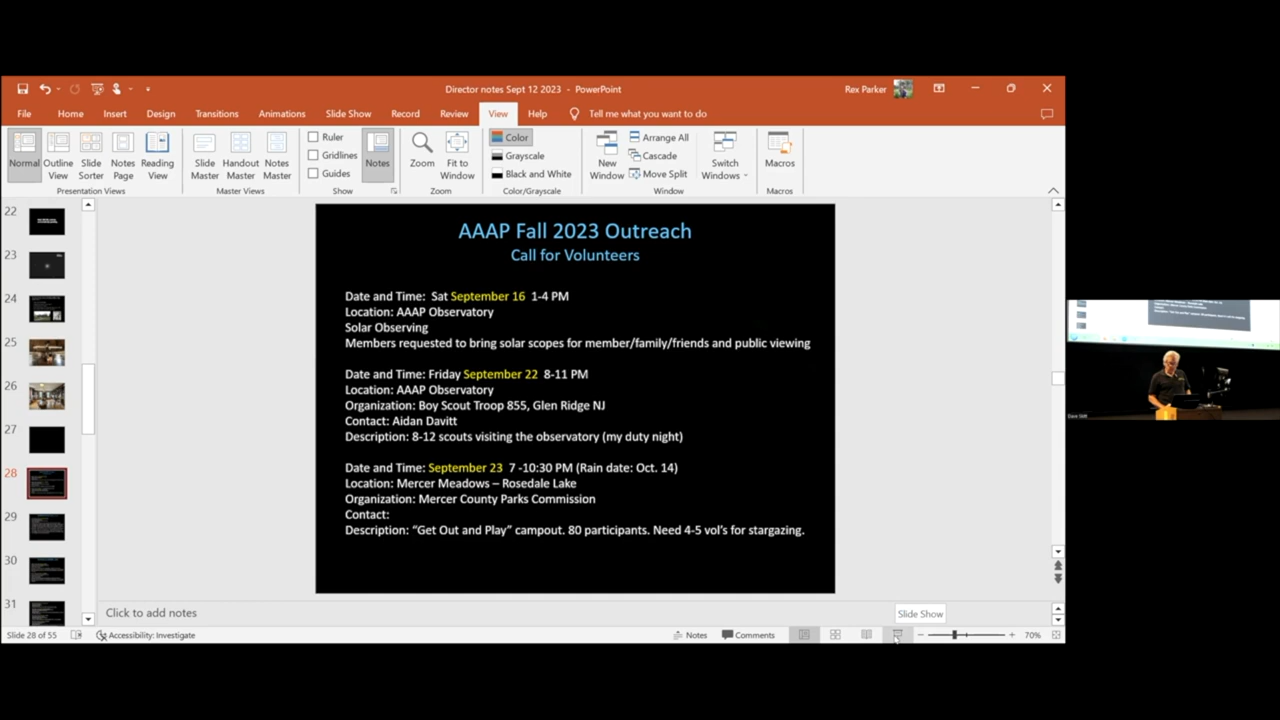 Director notes Sept 12 2023 - PowerPoint
Rex Parker
File Home Insert Design Transitions Animations Slide Show Record Review View Help Tell me what you want to do
Normal
Outline View
Slide Sorter
Notes Page
Reading View
Presentation Views
Slide Master
Handout Master
Notes Master
Master Views
Ruler
Gridlines
Guides
Show
Notes
Zoom
Fit to Window
Zoom
Color
Grayscale
Black and White
Color/Grayscale
New Window
Arrange All
Cascade
Move Split
Switch Windows
Window
Macros
Macros
22
23
24
25
26
27
28
29
30
31
AAAP Fall 2023 Outreach
Call for Volunteers
Date and Time: Sat September 16 1-4 PM
Location: AAAP Observatory
Solar Observing
Members requested to bring solar scopes for member/family/friends and public viewing
Date and Time: Friday September 22 8-11 PM
Location: AAAP Observatory
Organization: Boy Scout Troop 855, Glen Ridge NJ
Contact: Aidan Davitt
Description: 8-12 scouts visiting the observatory (my duty night)
Date and Time: September 23 7 -10:30 PM (Rain date: Oct. 14)
Location: Mercer Meadows – Rosedale Lake
Organization: Mercer County Parks Commission
Contact:
Description: “Get Out and Play” campout. 80 participants. Need 4-5 vol’s for stargazing.
Click to add notes
Slide Show
Slide 28 of 55
Accessibility: Investigate
Notes
Comments
70%